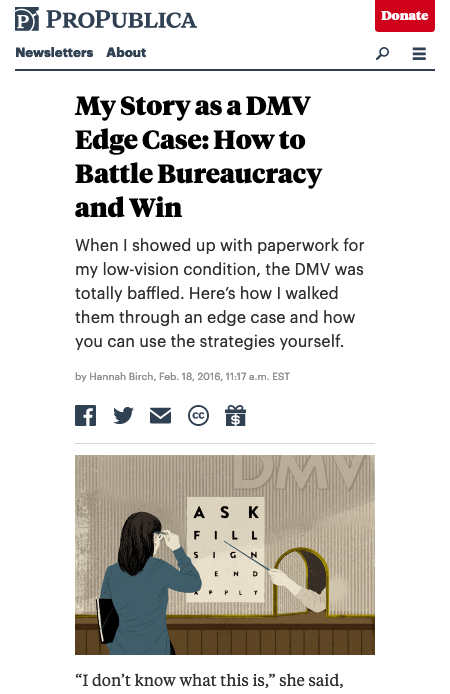 PROPUBLICA
Donate
Newsletters About
My Story as a DMV
Edge Case: How to
Battle Bureaucracy
and Win
When I showed up with paperwork for
my low-vision condition, the DMV was
totally baffled. Here’s how I walked
them through an edge case and how
you can use the strategies yourself.
by Hannah Birch, Feb. 18, 2016, 11:17 a.m. EST
cc
$
DMV
A S K
F I L L
S I G N
E N D
A P P L Y
“I don’t know what this is,” she said,